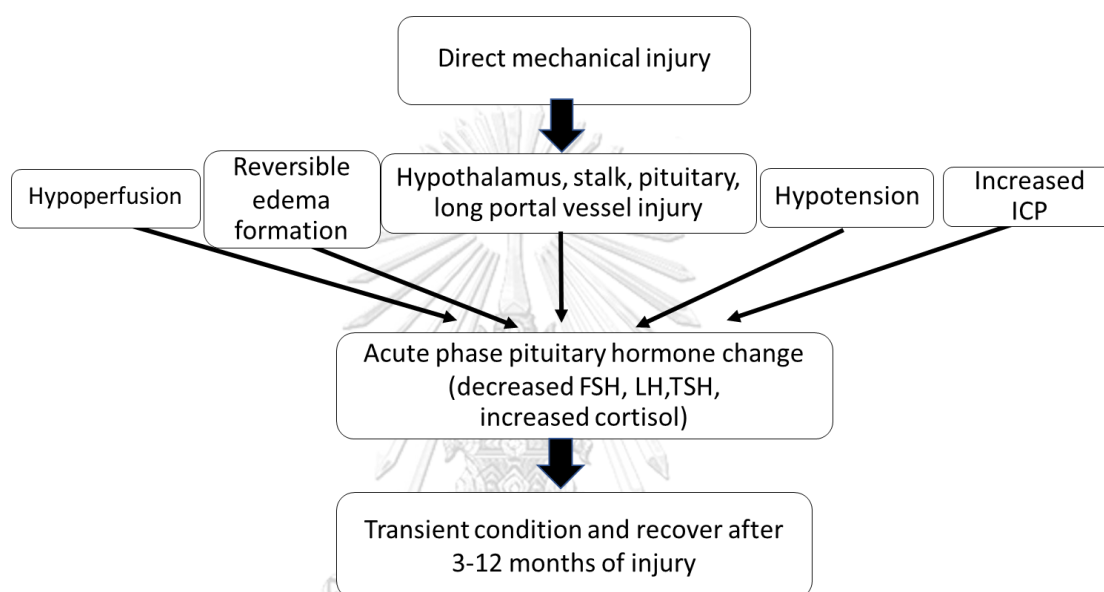 Direct mechanical injury
Hypoperfusion
Reversible
edema
formation
Hypothalamus, stalk, pituitary,
long portal vessel injury
Hypotension
Increased
ICP
Acute phase pituitary hormone change
(decreased FSH, LH,TSH,
increased cortisol)
Transient condition and recover after
3-12 months of injury